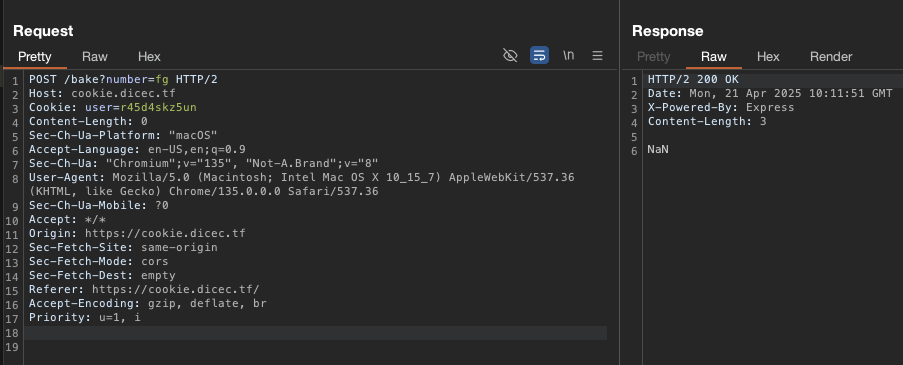 Request
Pretty Raw Hex
\n
1 POST /bake?number=fg HTTP/2
2 Host: cookie.dicec.tf
3 Cookie: user=r45d4skz5un
4 Content-Length: 0
5 Sec-Ch-Ua-Platform: "macOS"
6 Accept-Language: en-US,en;q=0.9
7 Sec-Ch-Ua: "Chromium";v="135", "Not-A.Brand";v="8"
8 User-Agent: Mozilla/5.0 (Macintosh; Intel Mac OS X 10_15_7) AppleWebKit/537.36
(KHTML, like Gecko) Chrome/135.0.0.0 Safari/537.36
9 Sec-Ch-Ua-Mobile: ?0
10 Accept: */*
11 Origin: https://cookie.dicec.tf
12 Sec-Fetch-Site: same-origin
13 Sec-Fetch-Mode: cors
14 Sec-Fetch-Dest: empty
15 Referer: https://cookie.dicec.tf/
16 Accept-Encoding: gzip, deflate, br
17 Priority: u=1, i
18
19
Response
Pretty Raw Hex Render
1 HTTP/2 200 OK
2 Date: Mon, 21 Apr 2025 10:11:51 GMT
3 X-Powered-By: Express
4 Content-Length: 3
5
6 NaN